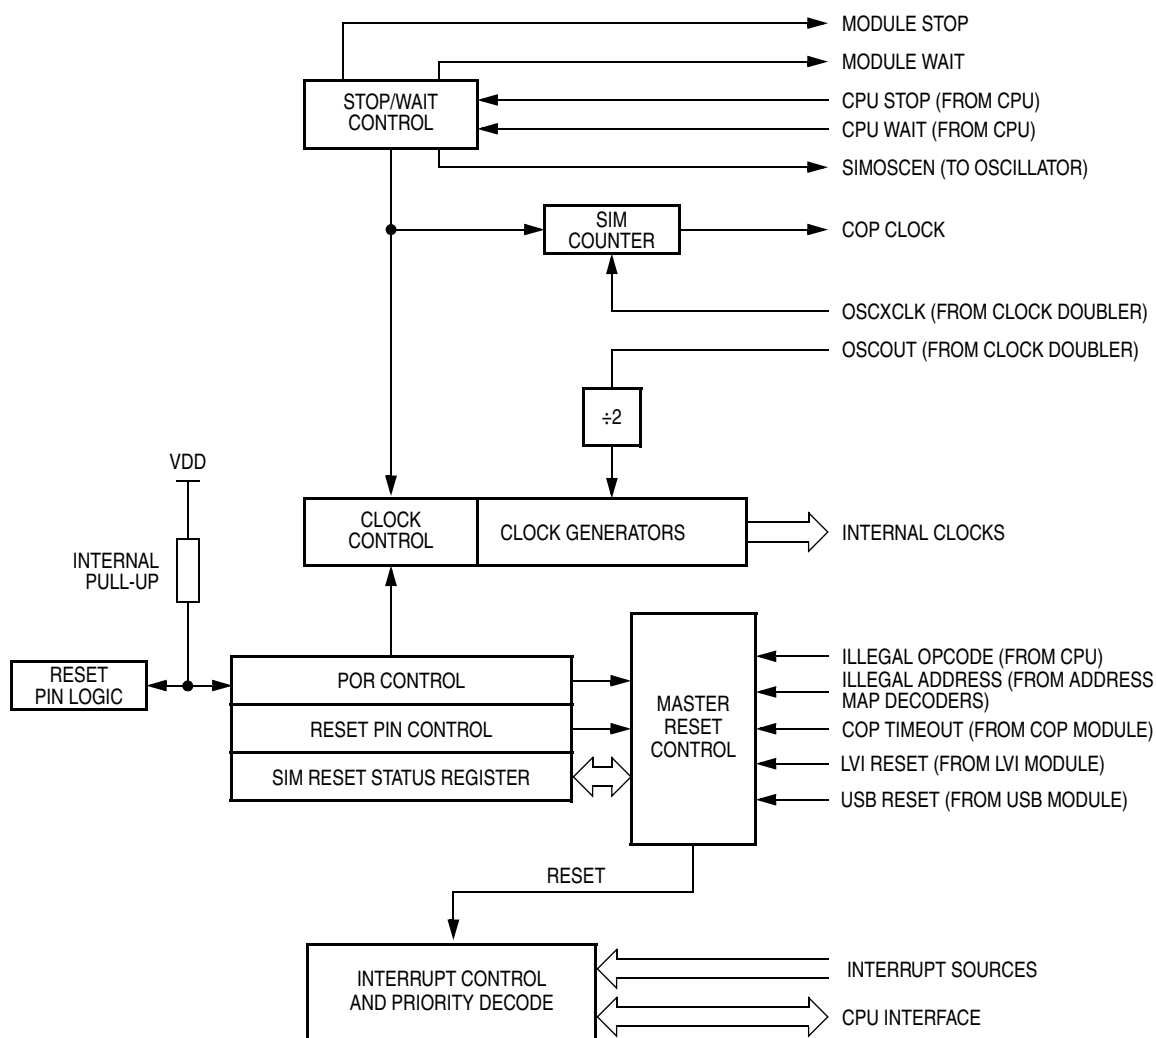 MODULE STOP
MODULE WAIT
STOP/WAIT
CONTROL
CPU STOP (FROM CPU)
CPU WAIT (FROM CPU)
SIMOSCEN (TO OSCILLATOR)
SIM
COUNTER
COP CLOCK
OSCXCLK (FROM CLOCK DOUBLER)
OSCOUT (FROM CLOCK DOUBLER)
÷2
VDD
INTERNAL
PULL-UP
CLOCK
CONTROL
CLOCK GENERATORS
INTERNAL CLOCKS
RESET
PIN LOGIC
POR CONTROL
RESET PIN CONTROL
SIM RESET STATUS REGISTER
MASTER
RESET
CONTROL
ILLEGAL OPCODE (FROM CPU)
ILLEGAL ADDRESS (FROM ADDRESS
MAP DECODERS)
COP TIMEOUT (FROM COP MODULE)
LVI RESET (FROM LVI MODULE)
USB RESET (FROM USB MODULE)
RESET
INTERRUPT CONTROL
AND PRIORITY DECODE
INTERRUPT SOURCES
CPU INTERFACE